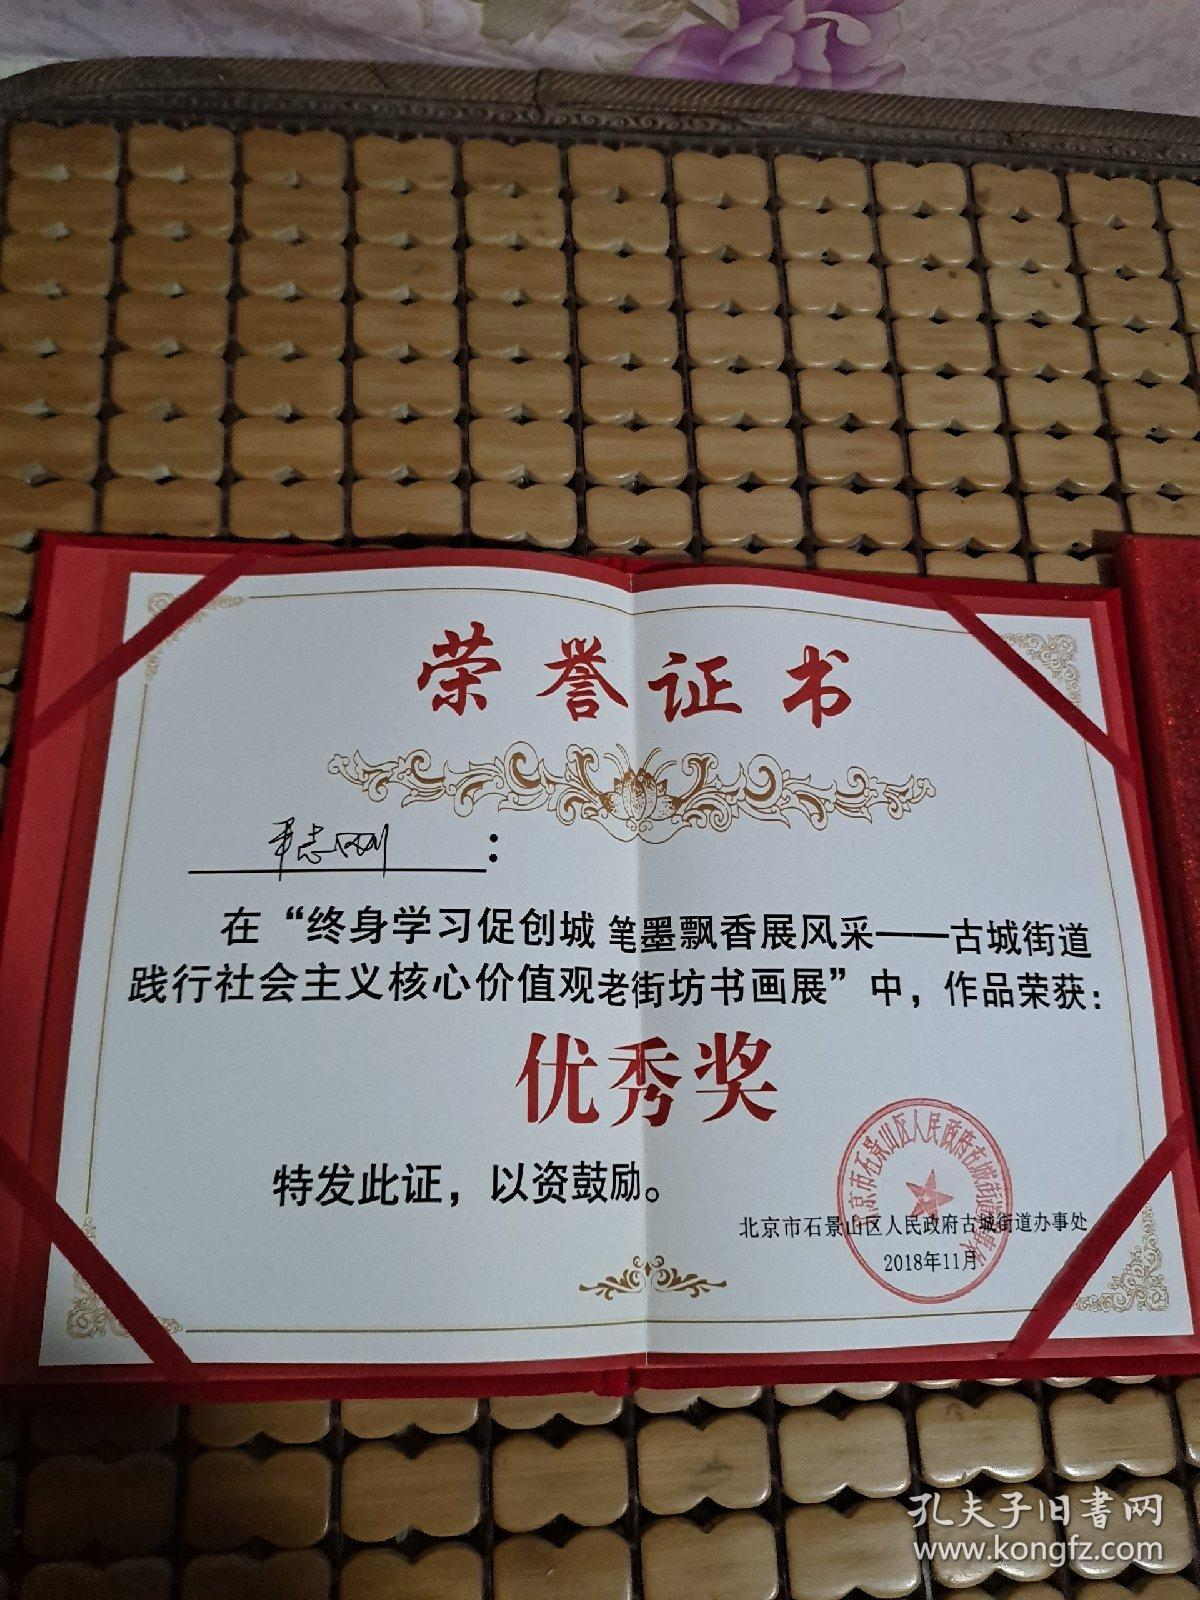 荣誉证书
志刚：
在“终身学习促创城 笔墨飘香展风采——古城街道
践行社会主义核心价值观老街坊书画展”中，作品荣获：
优秀奖
特发此证，以资鼓励。
北京市石景山区人民政府古城街道办事处
2018年11月
孔夫子旧书网
www.kongfz.com